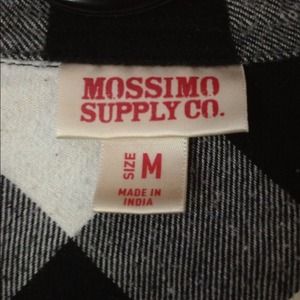 MOSSIMO
SUPPLY CO.
SIZE M
MADE IN
INDIA